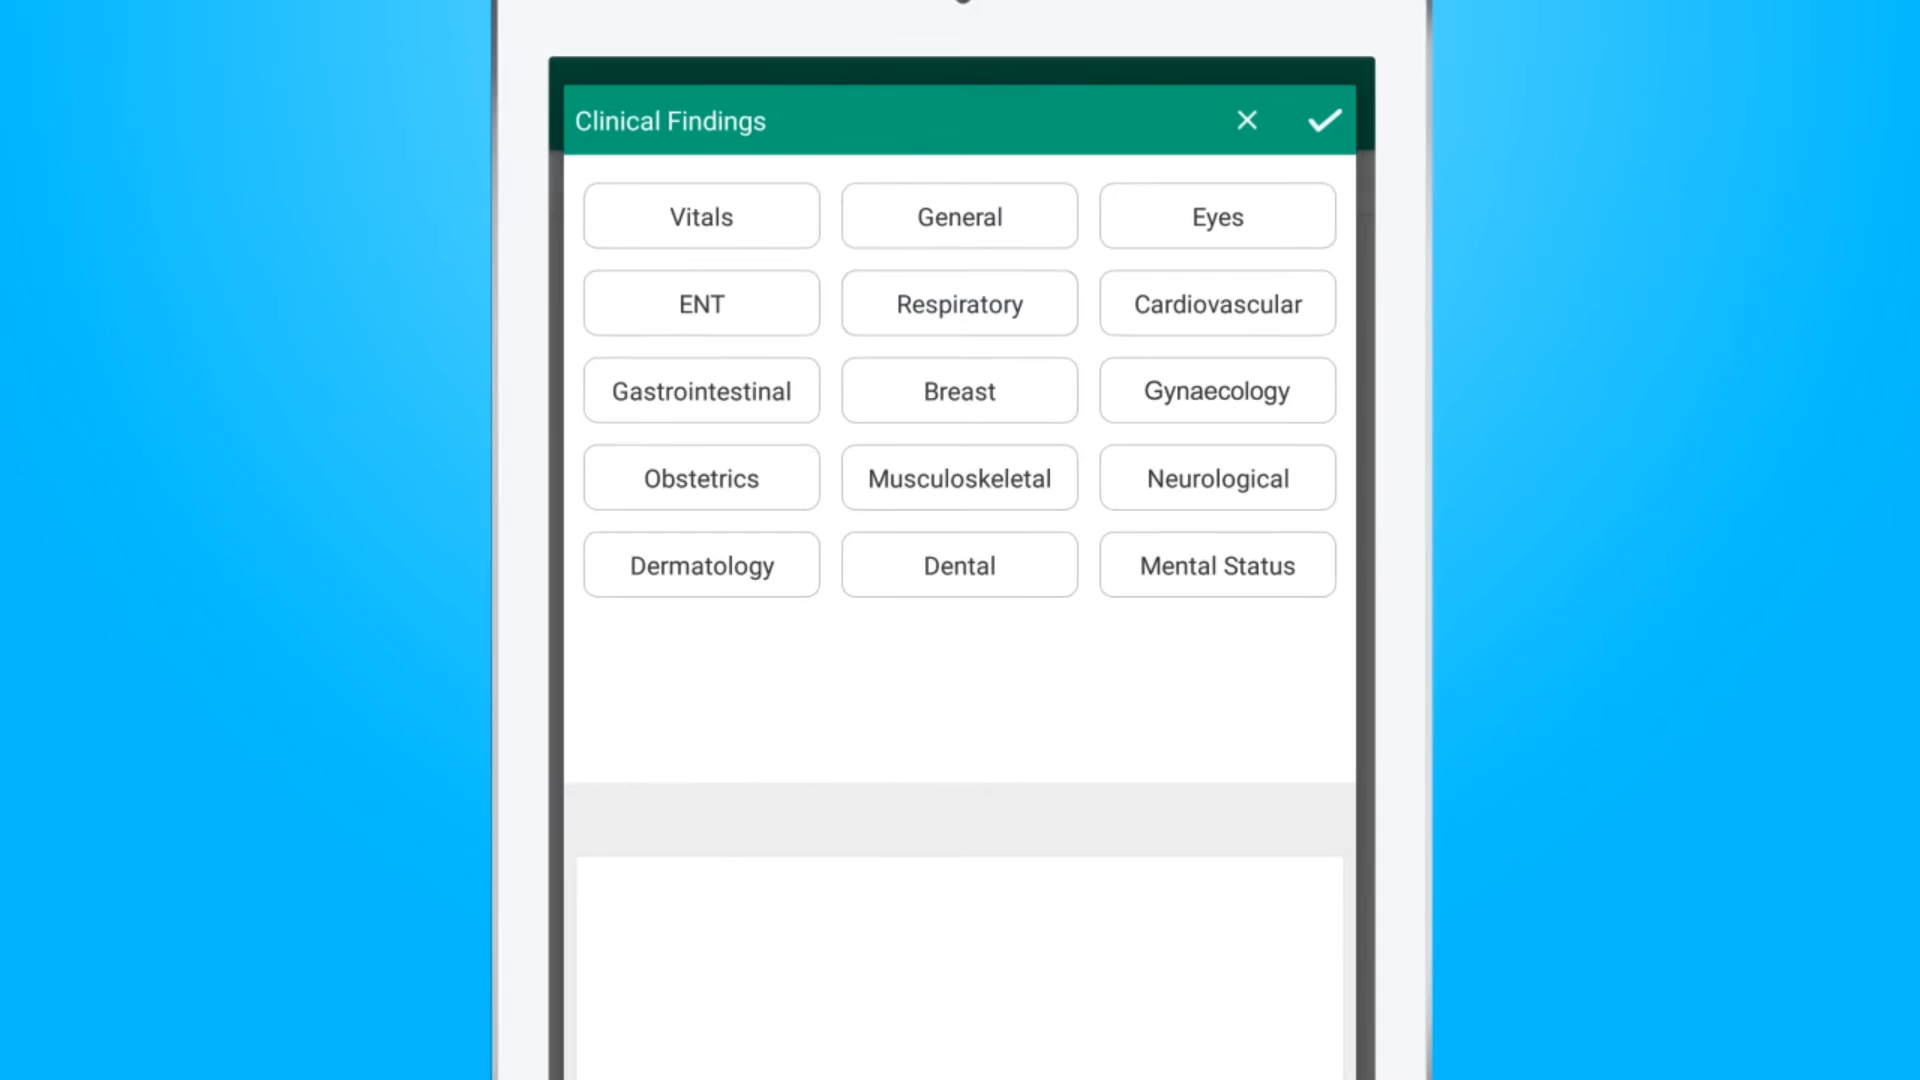 Clinical Findings
Vitals
General
Eyes
ENT
Respiratory
Cardiovascular
Gastrointestinal
Breast
Gynaecology
Obstetrics
Musculoskeletal
Neurological
Dermatology
Dental
Mental Status